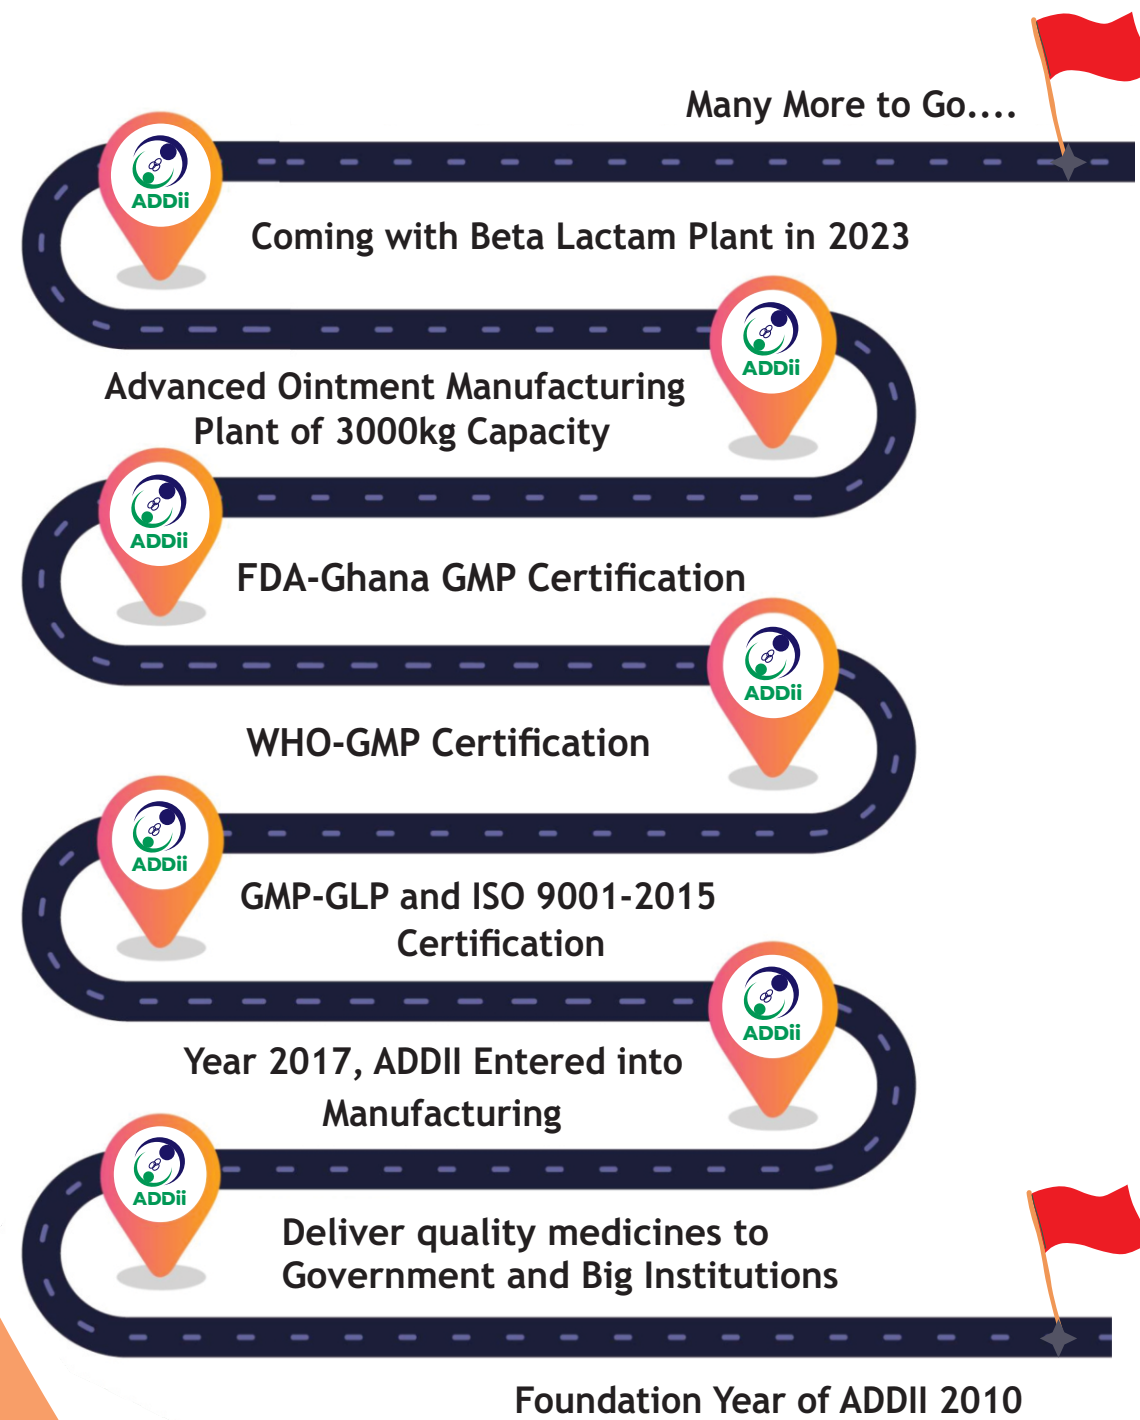 Many More to Go....
ADDii
Coming with Beta Lactam Plant in 2023
ADDii
Advanced Ointment Manufacturing
Plant of 3000kg Capacity
ADDii
FDA-Ghana GMP Certification
ADDii
WHO-GMP Certification
ADDii
GMP-GLP and ISO 9001-2015
Certification
ADDii
Year 2017, ADDII Entered into
Manufacturing
ADDii
Deliver quality medicines to
Government and Big Institutions
Foundation Year of ADDII 2010